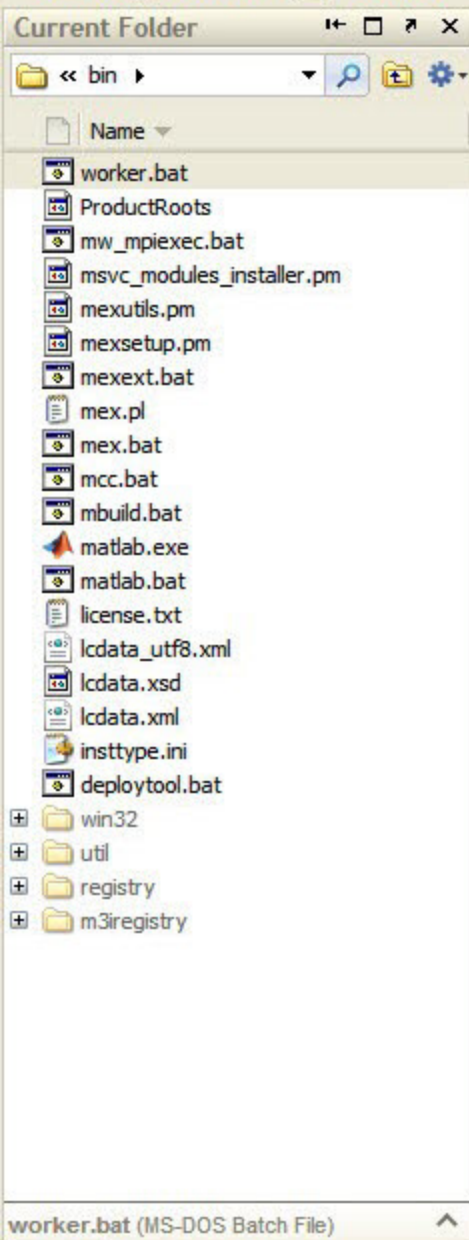 Current Folder
« bin
Name
worker.bat
ProductRoots
mw_mpiexec.bat
msvc_modules_installer.pm
mexutils.pm
mexsetup.pm
mexext.bat
mex.pl
mex.bat
mcc.bat
mbuild.bat
matlab.exe
matlab.bat
license.txt
lcdata_utf8.xml
lcdata.xsd
lcdata.xml
insttype.ini
deploytool.bat
win32
util
registry
m3iregistry
worker.bat (MS-DOS Batch File)